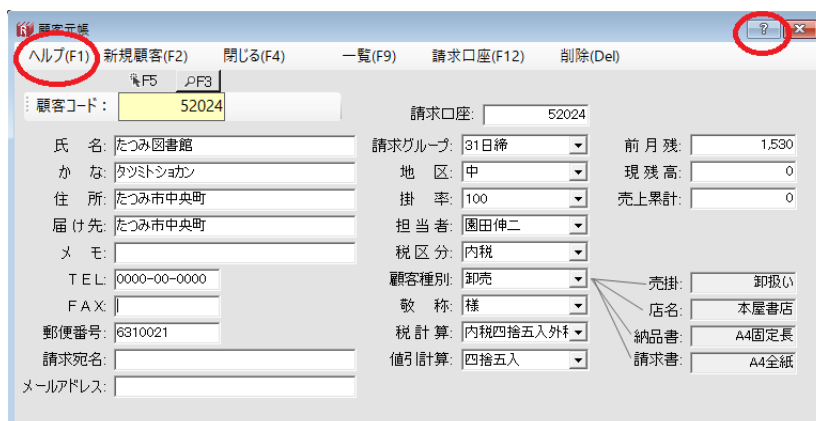 顧客元帳 ?
ヘルプ(F1) 新規顧客(F2) 閉じる(F4) 一覧(F9) 請求口座(F12) 削除(Del)
F5 F3
顧客コード： 52024 請求口座: 52024
氏 名: たつみ図書館 請求グループ: 31日締 前月残: 1,530
か な: タツミトショカン 地 区: 中 現残高: 0
住 所: たつみ市中央町 掛 率: 100 売上累計: 0
届け先: たつみ市中央町 担当者: 園田伸二
メ モ: 税区分: 内税
TEL: 0000-00-0000 顧客種別: 卸売 売掛: 卸扱い
FAX: 敬 称: 様 店名: 本屋書店
郵便番号: 6310021 税計算: 内税四捨五入外税 納品書: A4固定長
請求宛名: 値引計算: 四捨五入 請求書: A4全紙
メールアドレス: